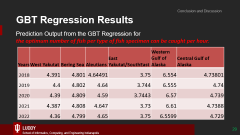 Conclusion and Discussion
GBT Regression Results
Prediction Output from the GBT Regression for
the optimum number of fish per type of fish specimen can be caught per hour.
Year West Yakutat Bering Sea Aleutians East Yakutat/Southeast Western Gulf of Alaska Central Gulf of Alaska
2018 4.391 4.801 4.64491 3.75 6.554 4.73801
2019 4.4 4.802 4.64 3.744 6.555 4.74
2020 4.39 4.809 4.59 3.7443 6.57 4.739
2021 4.387 4.808 4.647 3.73 6.61 4.7388
2022 4.36 4.799 4.65 3.75 6.5599 4.729
LUDDY
School of Informatics, Computing, and Engineering Indianapolis